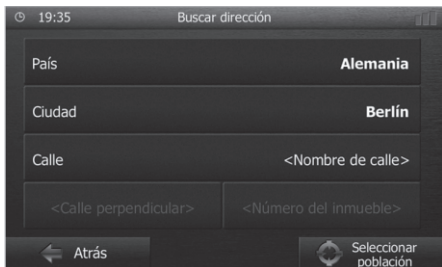 19:35 Buscar dirección
País Alemania
Ciudad Berlín
Calle <Nombre de calle>
<Calle perpendicular> <Número del inmueble>
Atrás Seleccionar
población